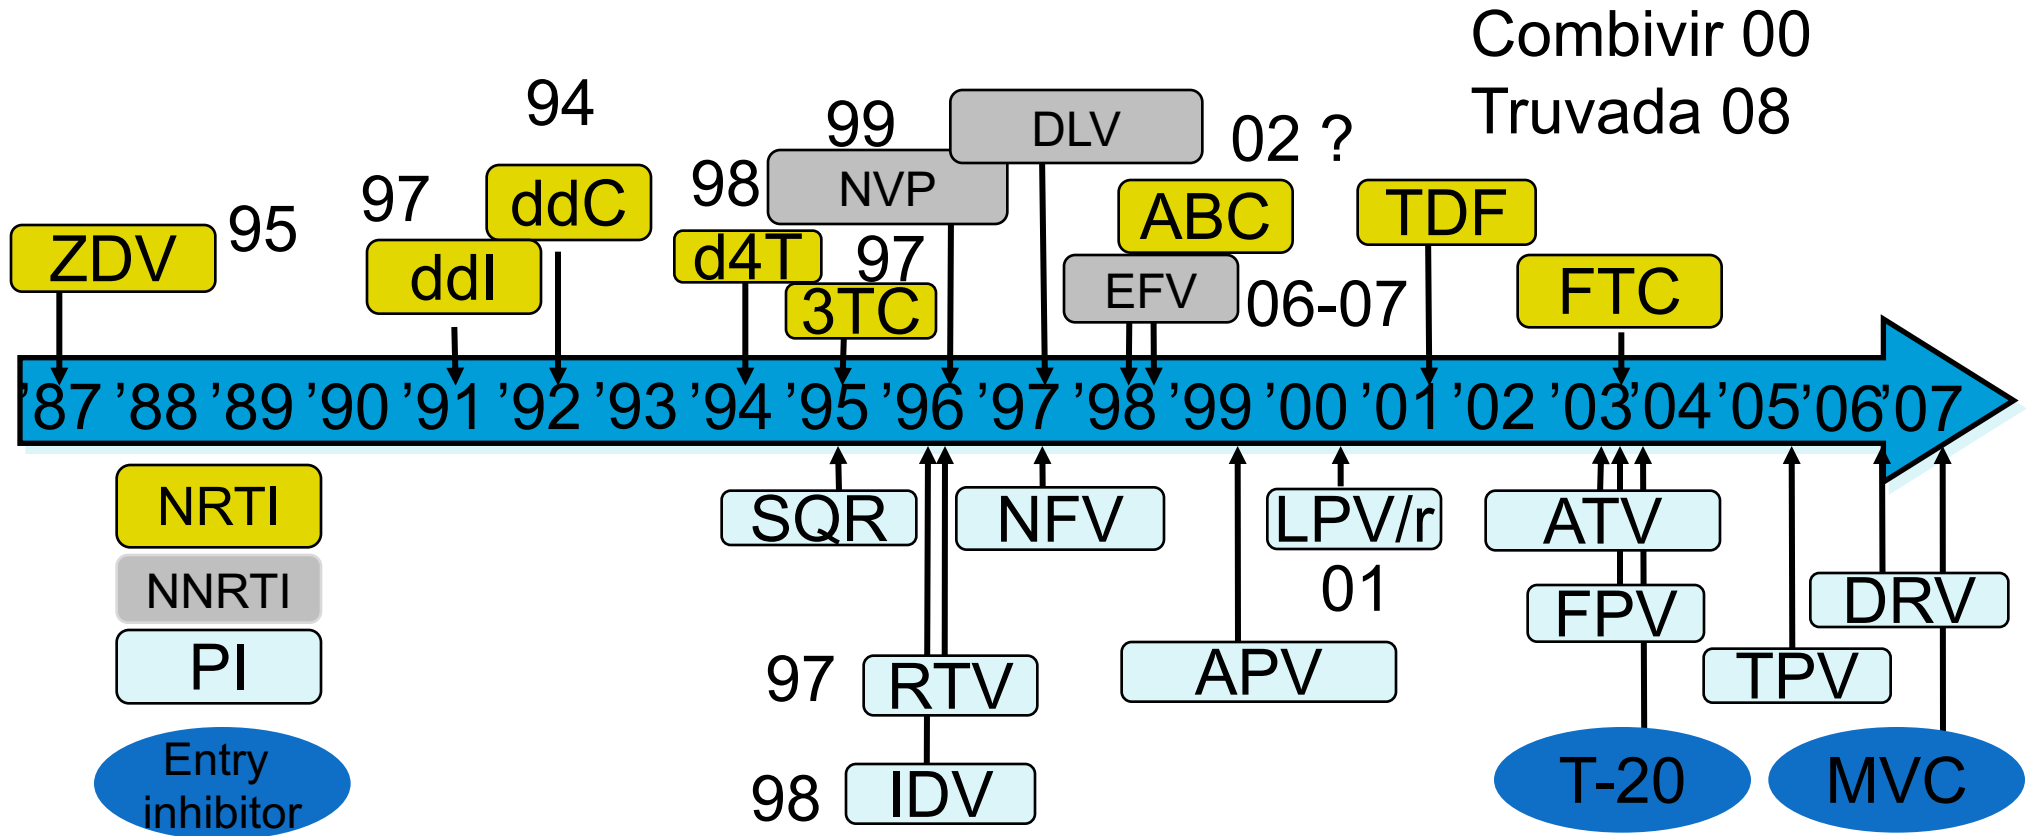 Combivir 00
Truvada 08
94
99
DLV
02 ?
97
ddC
98
NVP
ABC
TDF
ZDV
95
ddI
d4T
97
EFV
06-07
FTC
3TC
'87 '88 '89 '90 '91 '92 '93 '94 '95 '96 '97 '98 '99 '00 '01 '02 '03 '04 '05 '06 '07
NRTI
SQR
NFV
LPV/r
ATV
NNRTI
01
FPV
DRV
PI
97
RTV
APV
TPV
Entry
inhibitor
98
IDV
T-20
MVC